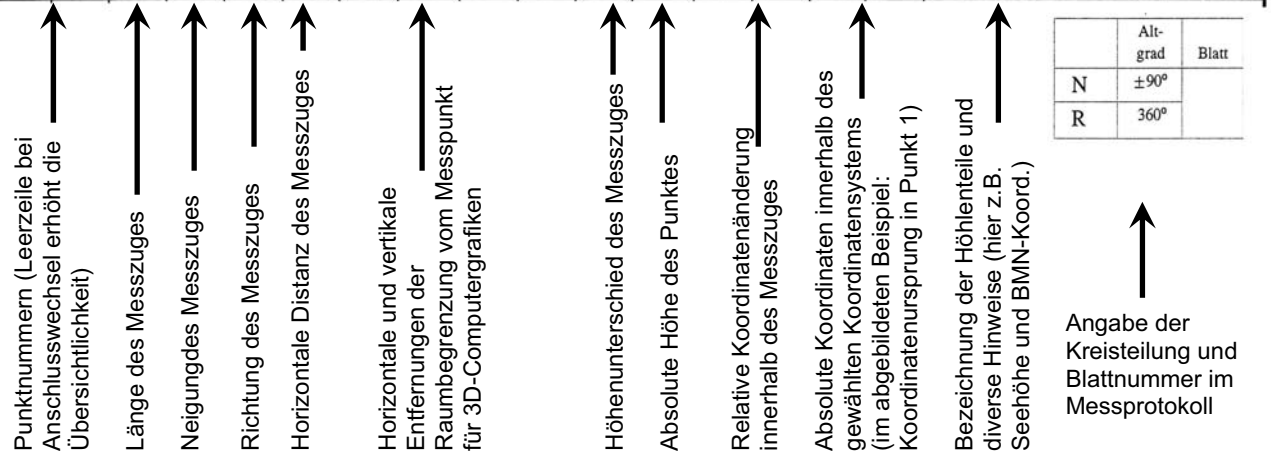 Punktnummern (Leerzeile bei
Anschlusswechsel erhöht die
Übersichtlichkeit)
Länge des Messzuges
Neigungdes Messzuges
Richtung des Messzuges
Horizontale Distanz des Messzuges
Horizontale und vertikale
Entfernungen der
Raumbegrenzung vom Messpunkt
für 3D-Computergrafiken
Höhenunterschied des Messzuges
Absolute Höhe des Punktes
Relative Koordinatenänderung
innerhalb des Messzuges
Absolute Koordinaten innerhalb des
gewählten Koordinatensystems
(im abgebildeten Beispiel:
Koordinatenursprung in Punkt 1)
Bezeichnung der Höhlenteile und
diverse Hinweise (hier z.B.
Seehöhe und BMN-Koord.)
Alt-
grad Blatt
N ±90°
R 360°
Angabe der
Kreisteilung und
Blattnummer im
Messprotokoll